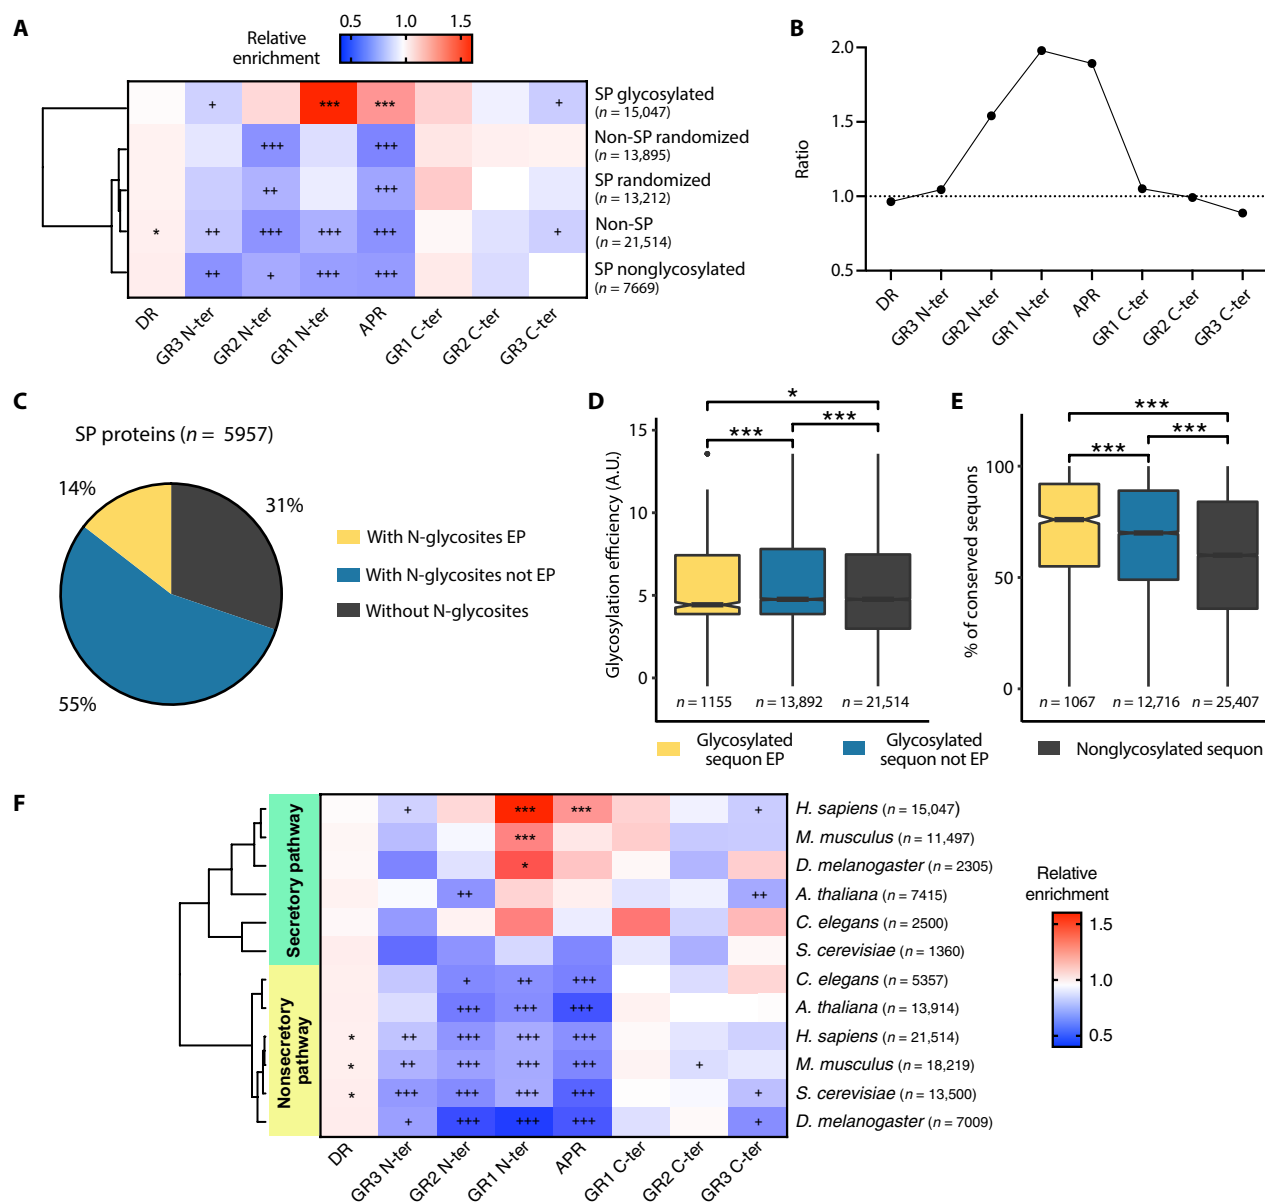 A
0.5 1.0 1.5
Relative
enrichment
SP glycosylated
(n = 15,047)
Non-SP randomized
(n = 13,895)
SP randomized
(n = 13,212)
Non-SP
(n = 21,514)
SP nonglycosylated
(n = 7669)
+ *** *** +
+++ +++
++ +++
* ++ +++ +++ +++ +
++ + +++ +++
DR GR3 N-ter GR2 N-ter GR1 N-ter APR GR1 C-ter GR2 C-ter GR3 C-ter
B
2.0
1.5
1.0
0.5
Ratio
DR GR3 N-ter GR2 N-ter GR1 N-ter APR GR1 C-ter GR2 C-ter GR3 C-ter
C
SP proteins (n = 5957)
14%
31%
55%
With N-glycosites EP
With N-glycosites not EP
Without N-glycosites
D
Glycosylation efficiency (A.U.)
15
10
5
0
*
*** ***
n = 1155 n = 13,892 n = 21,514
E
% of conserved sequons
100
50
0
***
***
***
n = 1067 n = 12,716 n = 25,407
Glycosylated
sequon EP
Glycosylated
sequon not EP
Nonglycosylated sequon
F
Secretory pathway
Nonsecretory
pathway
+ *** *** +
***
*
++ ++
+ ++ +++
+++ +++ +++
* ++ +++ +++ +++
* ++ +++ +++ +++ +
* +++ +++ +++ +++ +
+ +++ +++ +++ +
H. sapiens (n = 15,047)
M. musculus (n = 11,497)
D. melanogaster (n = 2305)
A. thaliana (n = 7415)
C. elegans (n = 2500)
S. cerevisiae (n = 1360)
C. elegans (n = 5357)
A. thaliana (n = 13,914)
H. sapiens (n = 21,514)
M. musculus (n = 18,219)
S. cerevisiae (n = 13,500)
D. melanogaster (n = 7009)
DR GR3 N-ter GR2 N-ter GR1 N-ter APR GR1 C-ter GR2 C-ter GR3 C-ter
Relative
enrichment
1.5
1.0
0.5